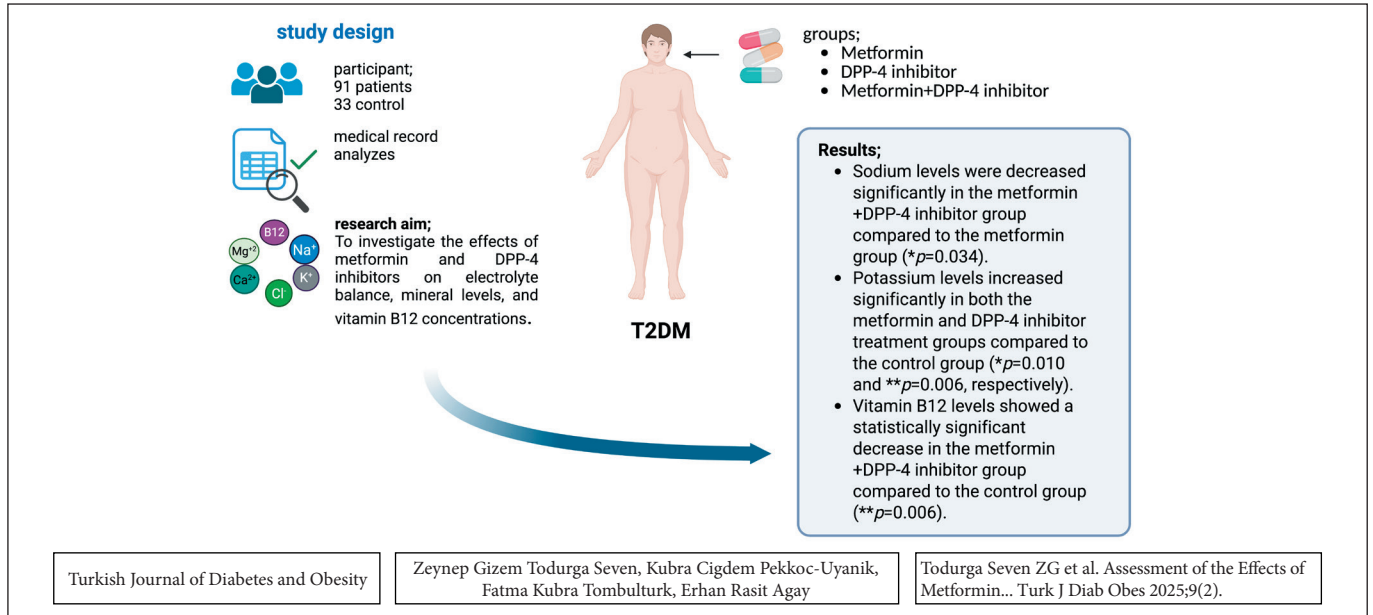 study design
participant;
91 patients
33 control
medical record
analyzes
B12
Mg+2
Na+
Ca2+
K+
Cl-
research aim;
To investigate the effects of
metformin and DPP-4
inhibitors on electrolyte
balance, mineral levels, and
vitamin B12 concentrations.
T2DM
groups;
• Metformin
• DPP-4 inhibitor
• Metformin+DPP-4 inhibitor
Results;
• Sodium levels were decreased
significantly in the metformin
+DPP-4 inhibitor group
compared to the metformin
group (*p=0.034).
• Potassium levels increased
significantly in both the
metformin and DPP-4 inhibitor
treatment groups compared to
the control group (*p=0.010
and **p=0.006, respectively).
• Vitamin B12 levels showed a
statistically significant
decrease in the metformin
+DPP-4 inhibitor group
compared to the control group
(**p=0.006).
Turkish Journal of Diabetes and Obesity
Zeynep Gizem Todurga Seven, Kubra Cigdem Pekkoc-Uyanik,
Fatma Kubra Tombulturk, Erhan Rasit Agay
Todurga Seven ZG et al. Assessment of the Effects of
Metformin... Turk J Diab Obes 2025;9(2).